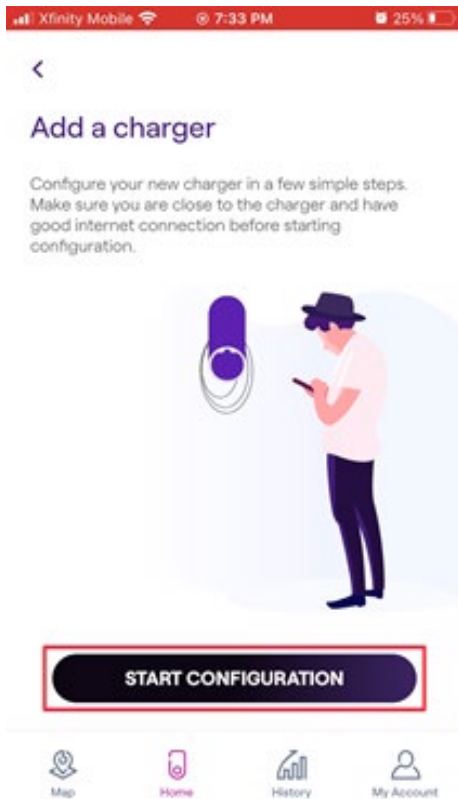 Xfinity Mobile 7:33 PM 25%
Add a charger
Configure your new charger in a few simple steps.
Make sure you are close to the charger and have
good internet connection before starting
configuration.
START CONFIGURATION
Map Home History My Account